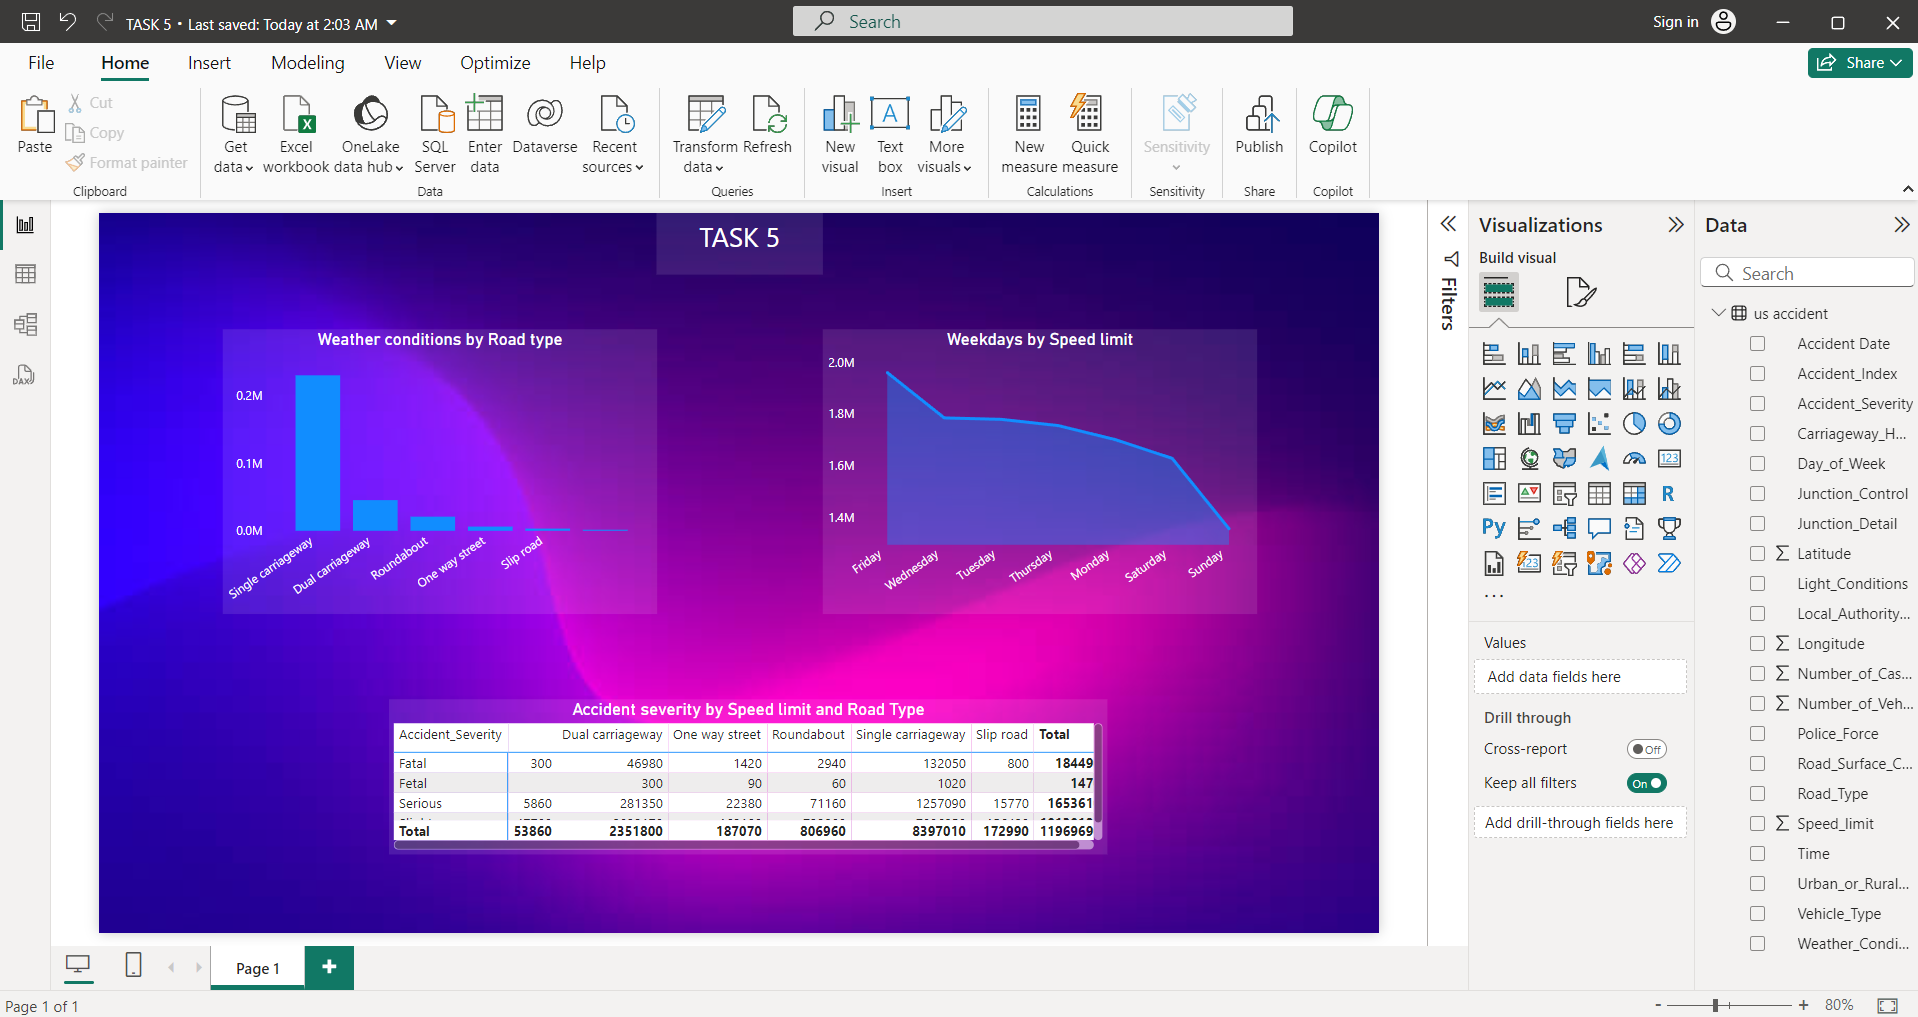 TASK 5 • Last saved: Today at 2:03 AM
Search
Sign in
File Home Insert Modeling View Optimize Help
Share
Paste
Cut
Copy
Format painter
Clipboard
Get data
Excel workbook
OneLake data hub
SQL Server
Enter data
Dataverse
Recent sources
Data
Transform data
Refresh
Queries
New visual
Text box
More visuals
Insert
New measure
Quick measure
Calculations
Sensitivity
Sensitivity
Publish
Share
Copilot
Copilot
TASK 5
Weather conditions by Road type
0.2M
0.1M
0.0M
Single carriageway
Dual carriageway
Roundabout
One way street
Slip road
Weekdays by Speed limit
2.0M
1.8M
1.6M
1.4M
Friday
Wednesday
Tuesday
Thursday
Monday
Saturday
Sunday
Accident severity by Speed limit and Road Type
Accident_Severity Dual carriageway One way street Roundabout Single carriageway Slip road Total
Fatal 300 46980 1420 2940 132050 800 18449
Fetal 300 90 60 1020 147
Serious 5860 281350 22380 71160 1257090 15770 165361
Total 53860 2351800 187070 806960 8397010 172990 1196969
Filters
Visualizations
Build visual
123
R
Py
123
...
Values
Add data fields here
Drill through
Cross-report Off
Keep all filters On
Add drill-through fields here
Data
Search
us accident
Accident Date
Accident_Index
Accident_Severity
Carriageway_H...
Day_of_Week
Junction_Control
Junction_Detail
Latitude
Light_Conditions
Local_Authority...
Longitude
Number_of_Cas...
Number_of_Veh...
Police_Force
Road_Surface_C...
Road_Type
Speed_limit
Time
Urban_or_Rural...
Vehicle_Type
Weather_Condi...
DAX
Page 1
Page 1 of 1
- + 80%